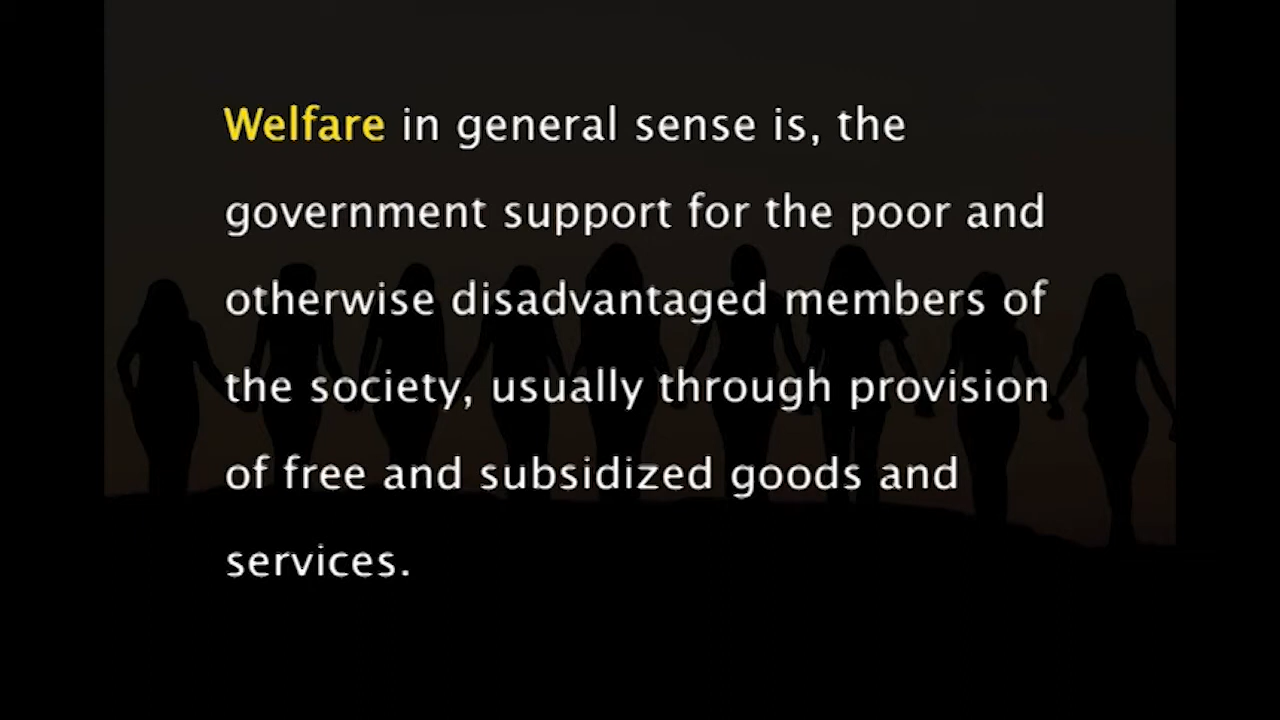 Welfare in general sense is, the
government support for the poor and
otherwise disadvantaged members of
the society, usually through provision
of free and subsidized goods and
services.